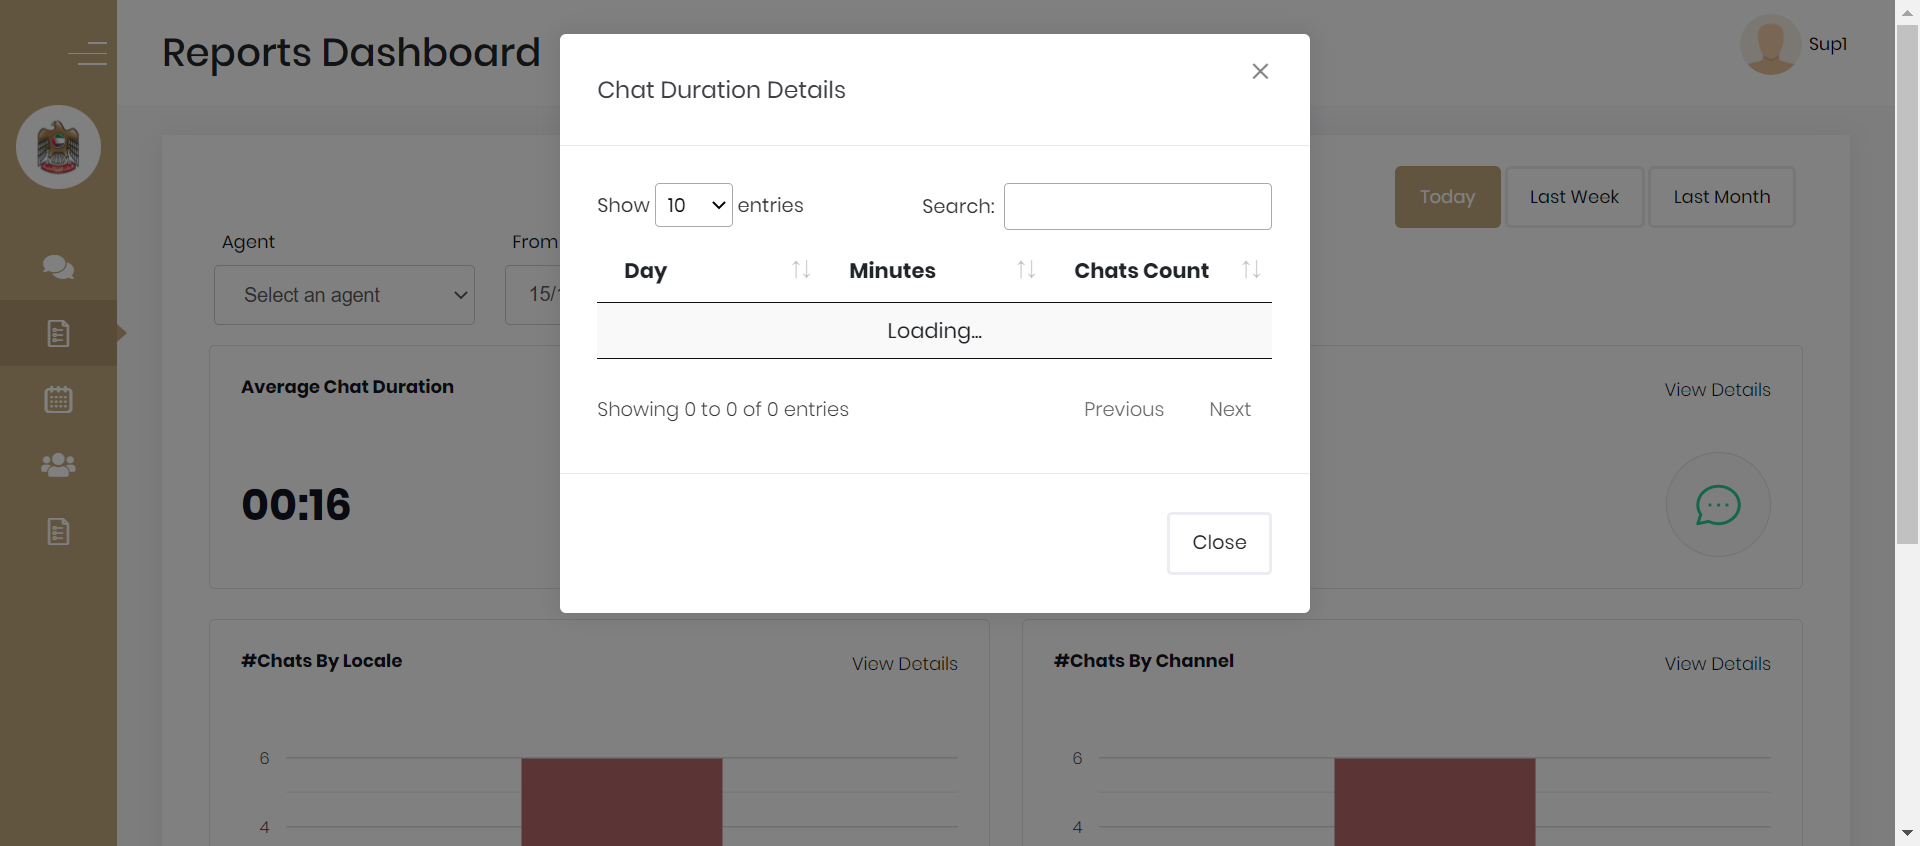 Reports Dashboard
Sup1
Chat Duration Details
Show 10 entries
Search:
Day Minutes Chats Count
Loading...
Showing 0 to 0 of 0 entries
Previous Next
Close
Today Last Week Last Month
Agent From
Select an agent
Average Chat Duration
View Details
00:16
#Chats By Locale
View Details
6
4
#Chats By Channel
View Details
6
4